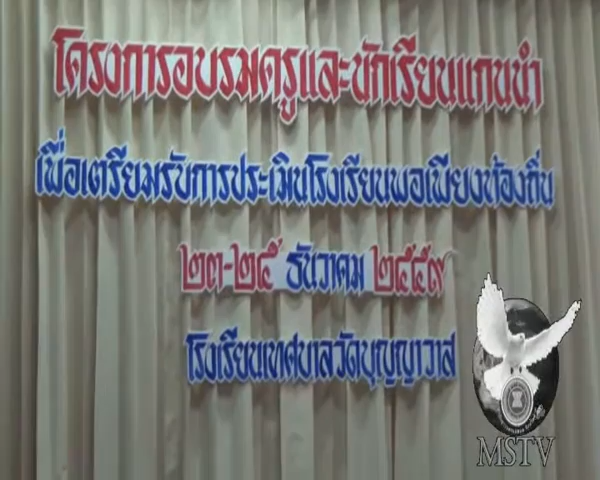 โครงการอบรมครูและนักเรียนแกนนำ
เพื่อเตรียมรับการประเมินโรงเรียนพอเพียงท้องถิ่น
๒๓-๒๕ ธันวาคม ๒๕๕๙
โรงเรียนเทศบาลวัดบุญญาวาส
MSTV